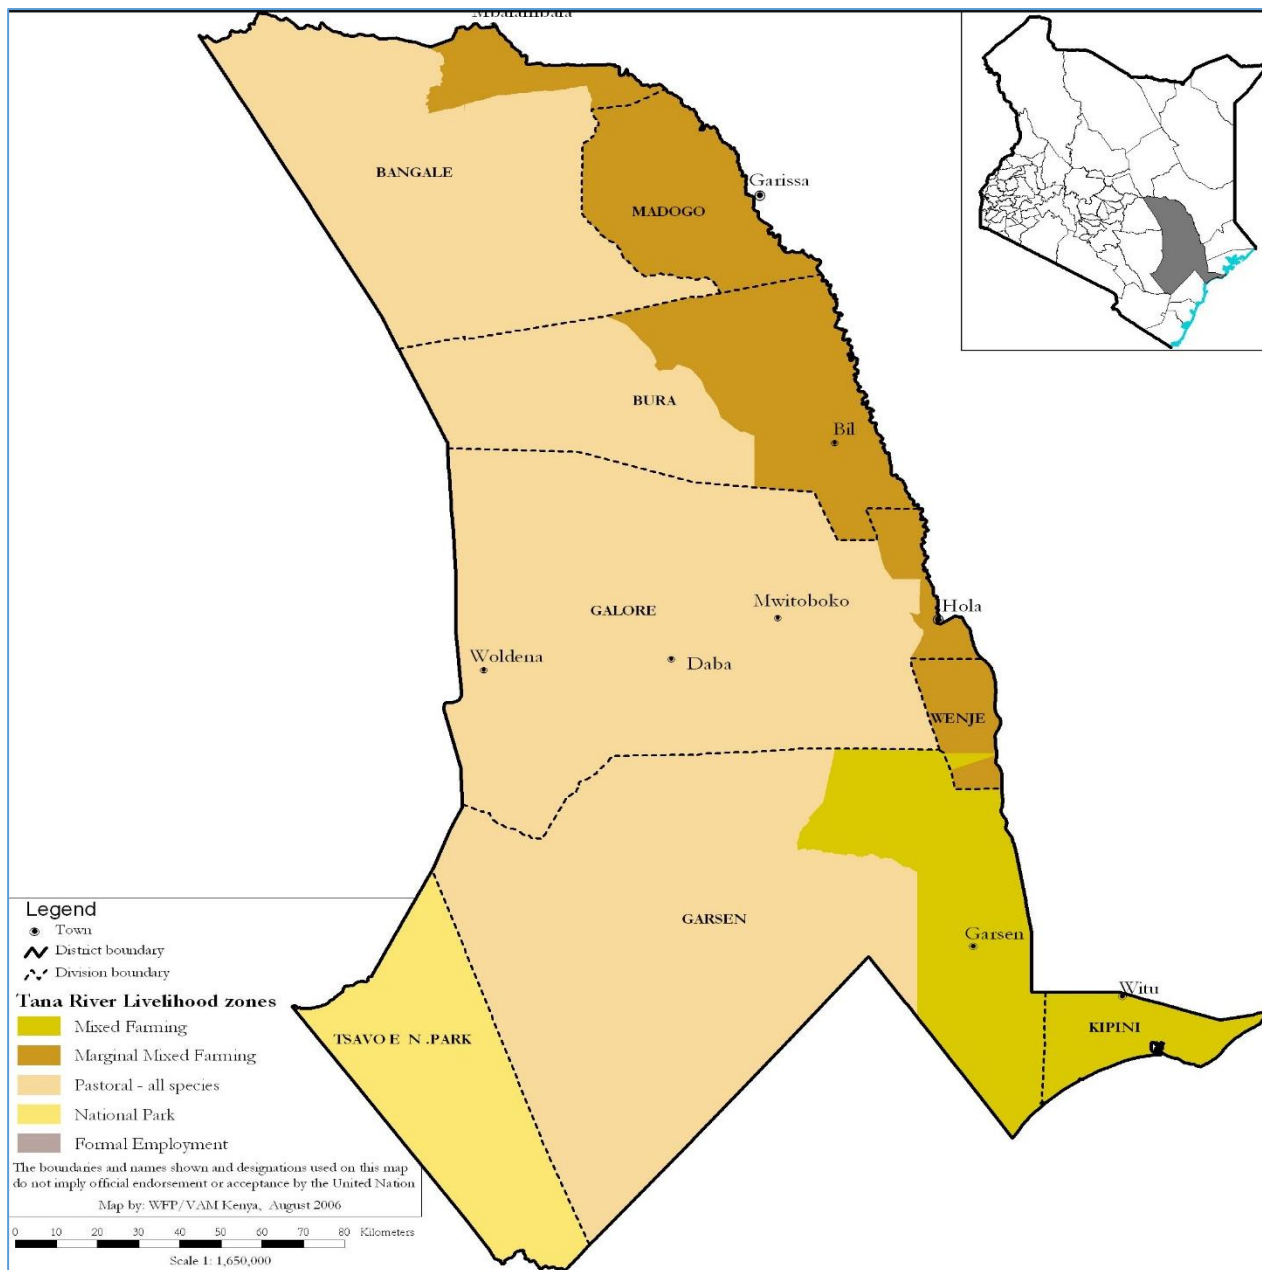 Mbalambala
BANGALE
Garissa
MADOGO
BURA
Bil
Mwitoboko
Hola
GALORE
Woldena
Daba
WENJE
GARSEN
Garsen
Witu
KIPINI
TSAVO E N .PARK
Legend
Town
District boundary
Division boundary
Tana River Livelihood zones
Mixed Farming
Marginal Mixed Farming
Pastoral - all species
National Park
Formal Employment
The boundaries and names shown and designations used on this map
do not imply official endorsement or acceptance by the United Nation
Map by: WFP/VAM Kenya, August 2006
0 10 20 30 40 50 60 70 80 Kilometers
Scale 1: 1,650,000